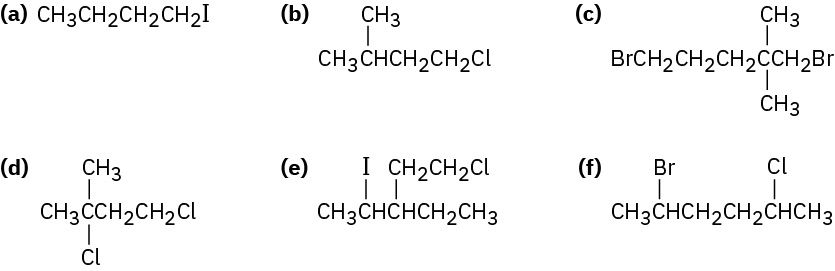 (a) CH₃CH₂CH₂CH₂I
(b) CH₃
CH₃CHCH₂CH₂Cl
(c) CH₃
BrCH₂CH₂CH₂CCH₂Br
CH₃
(d) CH₃
CH₃CCH₂CH₂Cl
Cl
(e) I CH₂CH₂Cl
CH₃CHCHCH₂CH₃
(f) Br Cl
CH₃CHCH₂CH₂CHCH₃